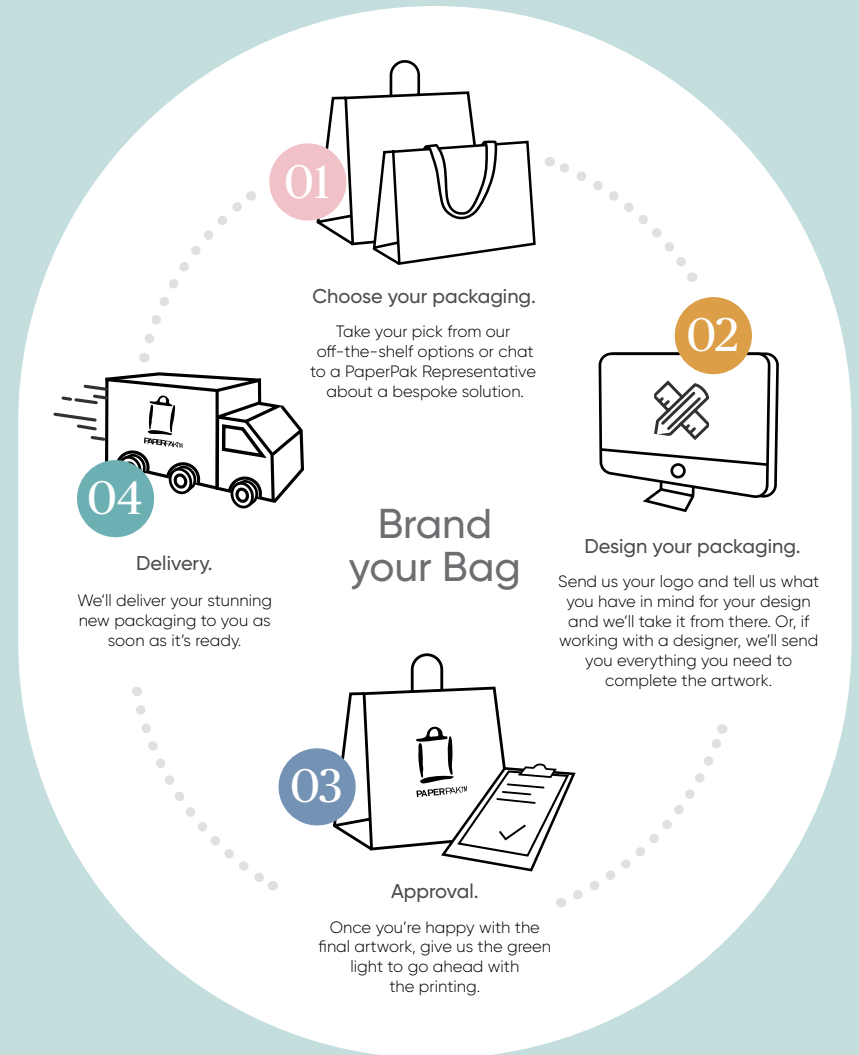 01
Choose your packaging.
Take your pick from our
off-the-shelf options or chat
to a PaperPak Representative
about a bespoke solution.
02
Design your packaging.
Send us your logo and tell us what
you have in mind for your design
and we'll take it from there. Or, if
working with a designer, we'll send
you everything you need to
complete the artwork.
Brand
your Bag
03
PAPERPAK™
Approval.
Once you're happy with the
final artwork, give us the green
light to go ahead with
the printing.
04
PAPERPAK™
Delivery.
We'll deliver your stunning
new packaging to you as
soon as it's ready.